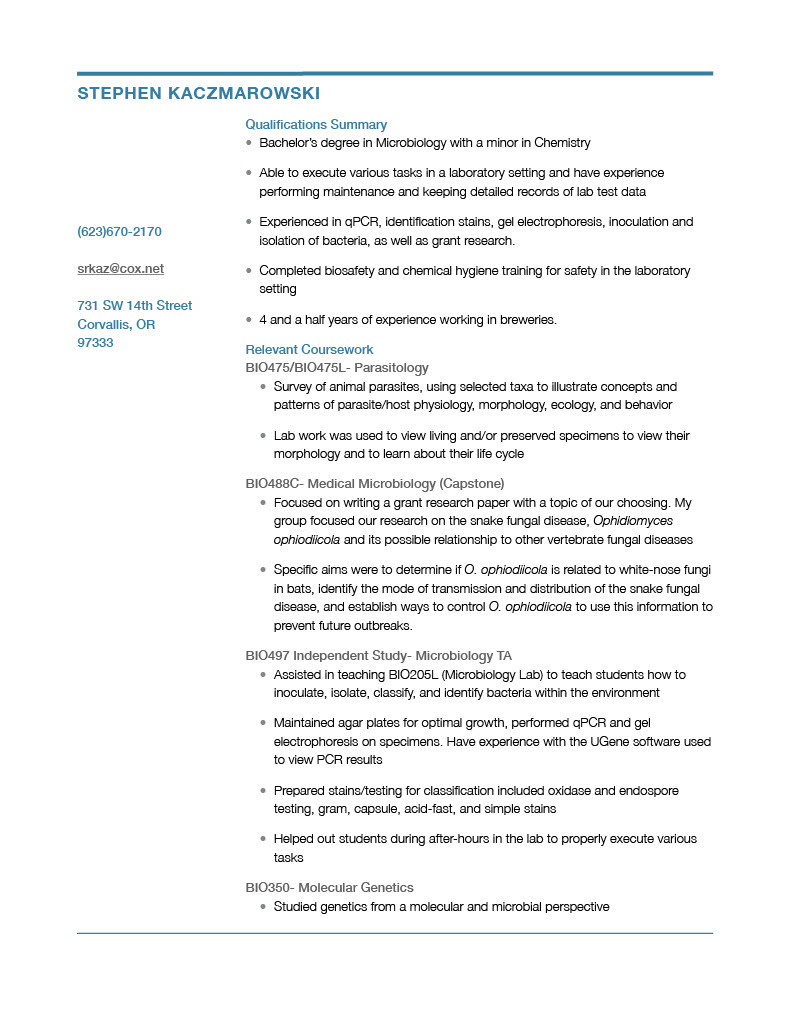 STEPHEN KACZMAROWSKI
(623)670-2170
srkaz@cox.net
731 SW 14th Street
Corvallis, OR
97333
Qualifications Summary
• Bachelor's degree in Microbiology with a minor in Chemistry
• Able to execute various tasks in a laboratory setting and have experience
performing maintenance and keeping detailed records of lab test data
• Experienced in qPCR, identification stains, gel electrophoresis, inoculation and
isolation of bacteria, as well as grant research.
• Completed biosafety and chemical hygiene training for safety in the laboratory
setting
• 4 and a half years of experience working in breweries.
Relevant Coursework
BIO475/BIO475L- Parasitology
• Survey of animal parasites, using selected taxa to illustrate concepts and
patterns of parasite/host physiology, morphology, ecology, and behavior
• Lab work was used to view living and/or preserved specimens to view their
morphology and to learn about their life cycle
BIO488C- Medical Microbiology (Capstone)
• Focused on writing a grant research paper with a topic of our choosing. My
group focused our research on the snake fungal disease, Ophidiomyces
ophiodiicola and its possible relationship to other vertebrate fungal diseases
• Specific aims were to determine if O. ophiodiicola is related to white-nose fungi
in bats, identify the mode of transmission and distribution of the snake fungal
disease, and establish ways to control O. ophiodiicola to use this information to
prevent future outbreaks.
BIO497 Independent Study- Microbiology TA
• Assisted in teaching BIO205L (Microbiology Lab) to teach students how to
inoculate, isolate, classify, and identify bacteria within the environment
• Maintained agar plates for optimal growth, performed qPCR and gel
electrophoresis on specimens. Have experience with the UGene software used
to view PCR results
• Prepared stains/testing for classification included oxidase and endospore
testing, gram, capsule, acid-fast, and simple stains
• Helped out students during after-hours in the lab to properly execute various
tasks
BIO350- Molecular Genetics
• Studied genetics from a molecular and microbial perspective